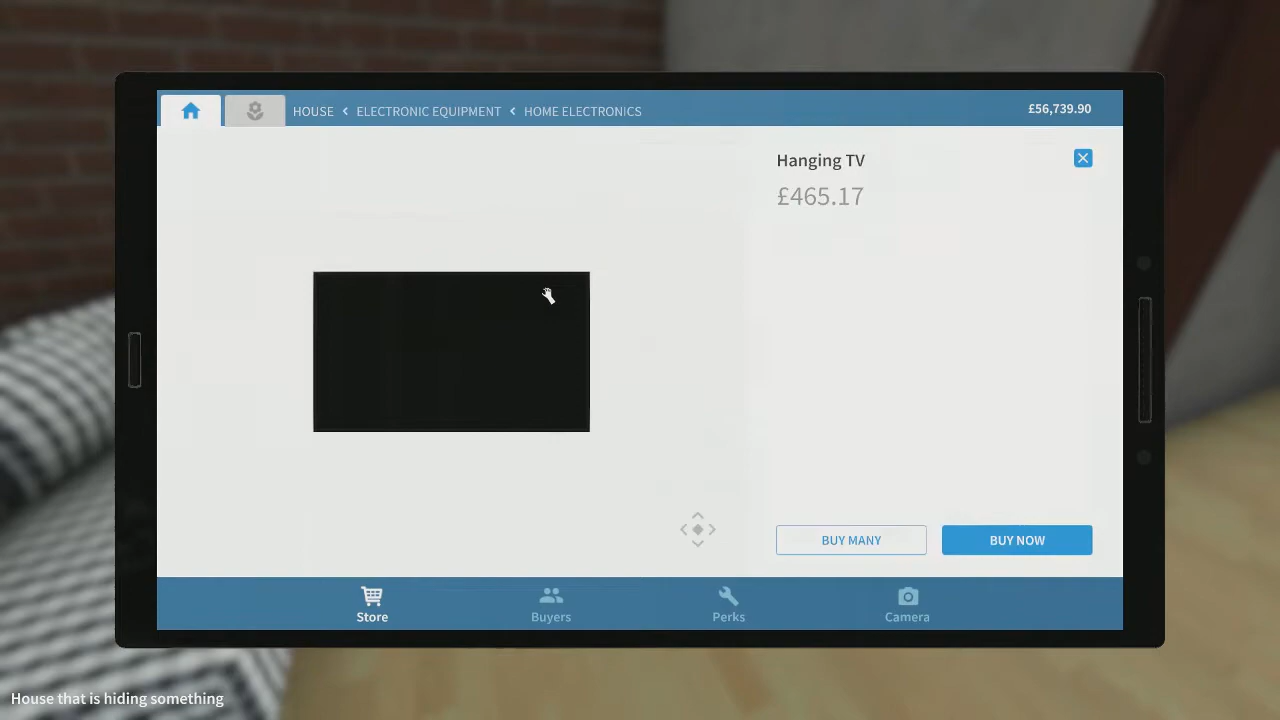 HOUSE < ELECTRONIC EQUIPMENT < HOME ELECTRONICS
£56,739.90
Hanging TV
£465.17
BUY MANY
BUY NOW
Store
Buyers
Perks
Camera
House that is hiding something